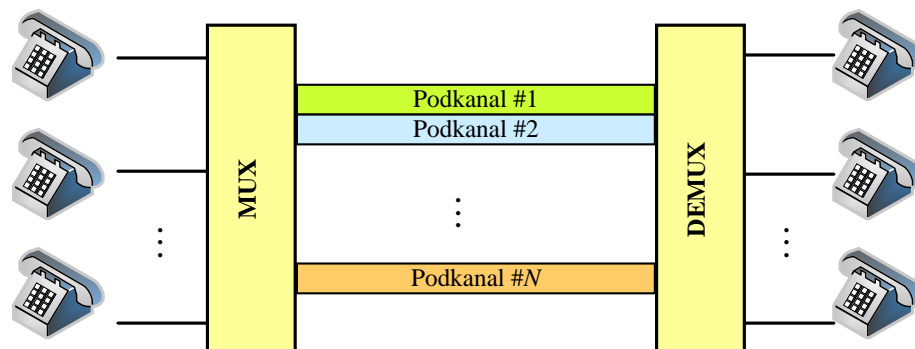 MUX
Podkanal #1
Podkanal #2
Podkanal #N
DEMUX